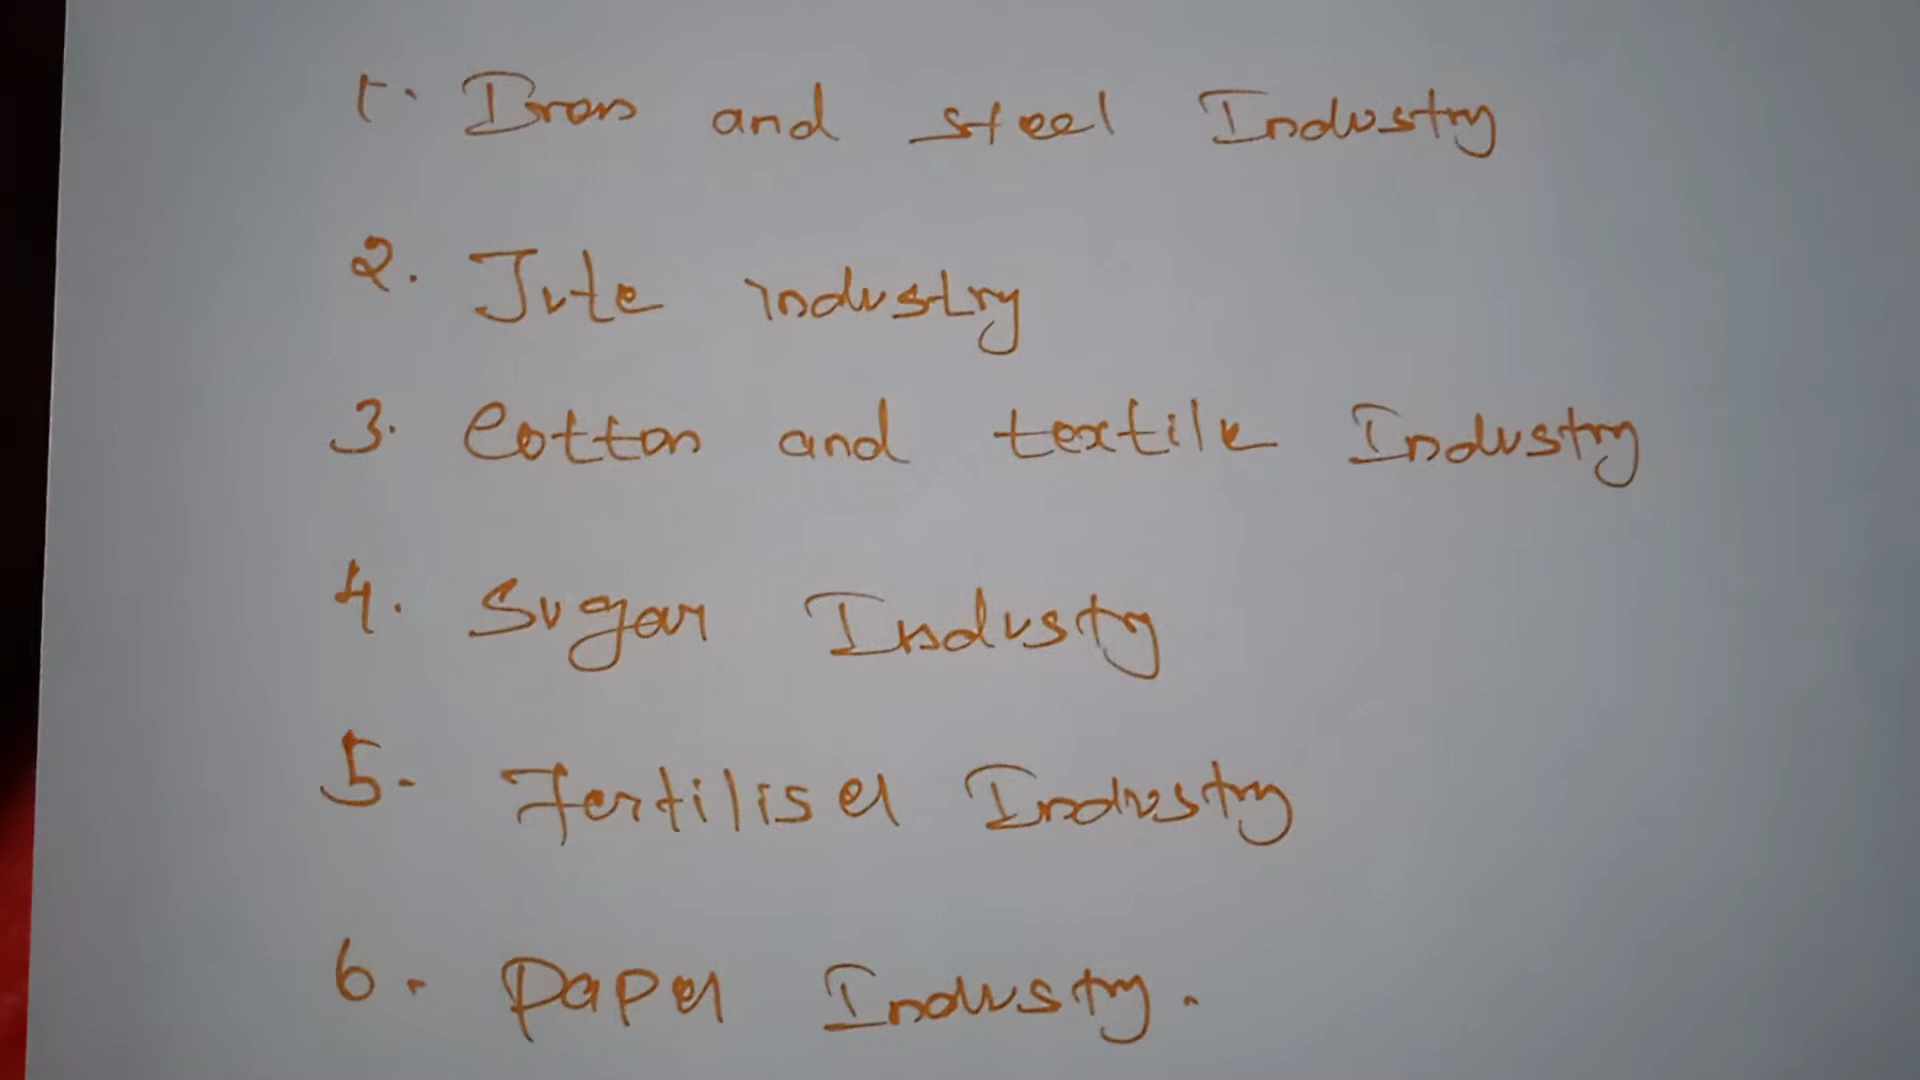 1. Iron and steel Industry
2. Jute industry
3. Cotton and textile Industry
4. Sugar Industry
5. Fertiliser Industry
6. Paper Industry.